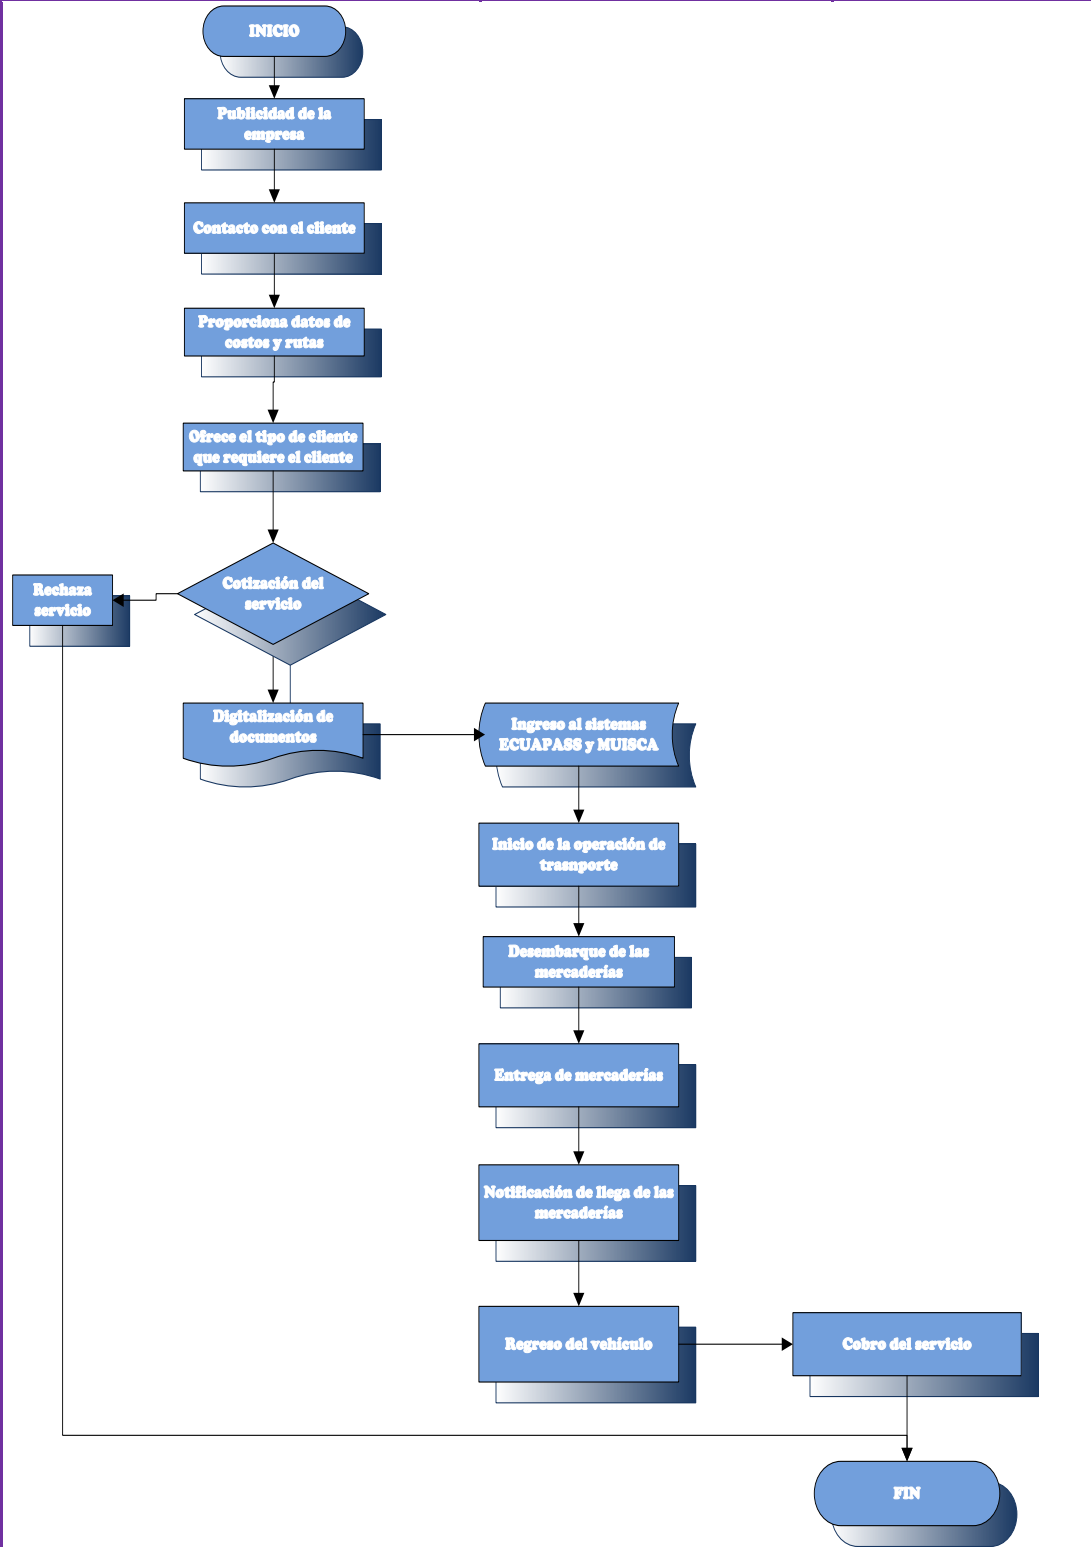 INICIO
Publicidad de la
empresa
Contacto con el cliente
Proporciona datos de
costos y rutas
Ofrece el tipo de cliente
que requiere el cliente
Cotización del
servicio
Rechaza
servicio
Digitalización de
documentos
Ingreso al sistemas
ECUAPASS y MUISCA
Inicio de la operación de
trasnporte
Desembarque de las
mercaderías
Entrega de mercaderías
Notificación de llega de las
mercaderías
Regreso del vehículo
Cobro del servicio
FIN